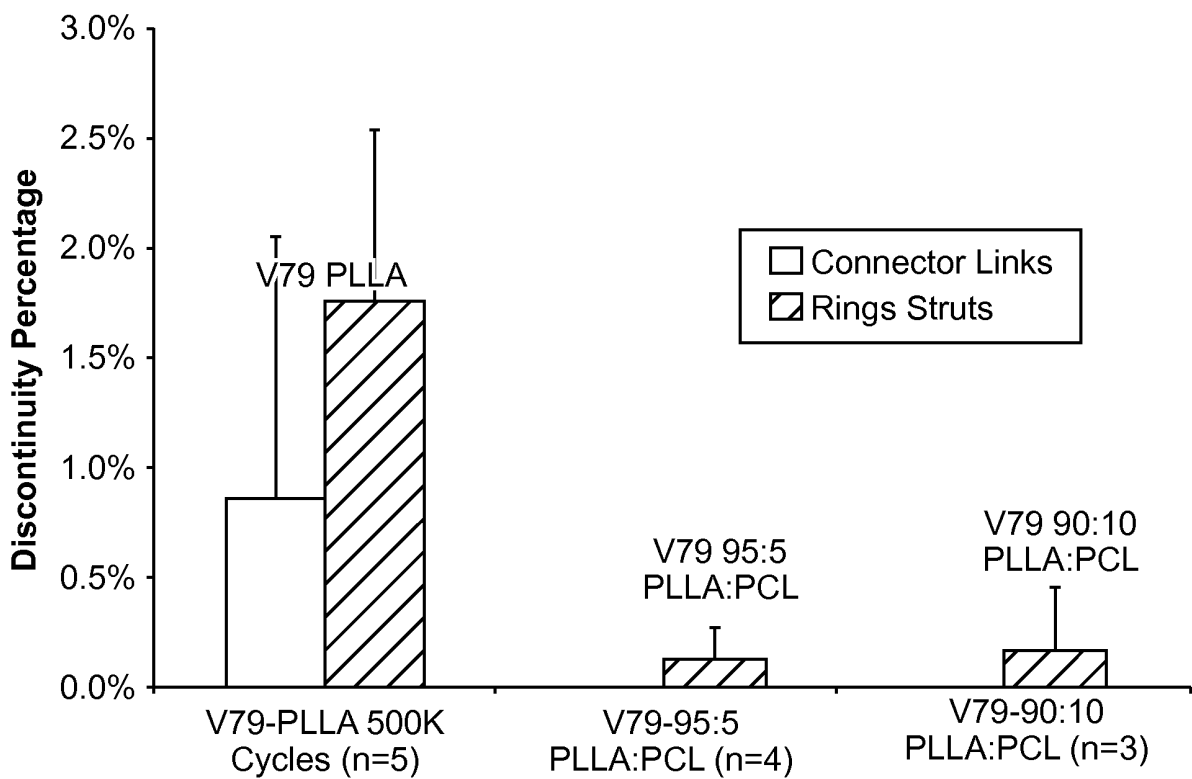 3.0%
2.5%
2.0%
1.5%
1.0%
0.5%
0.0%
Discontinuity Percentage
V79 PLLA
Connector Links
Rings Struts
V79 95:5
PLLA:PCL
V79 90:10
PLLA:PCL
V79-PLLA 500K
Cycles (n=5)
V79-95:5
PLLA:PCL (n=4)
V79-90:10
PLLA:PCL (n=3)